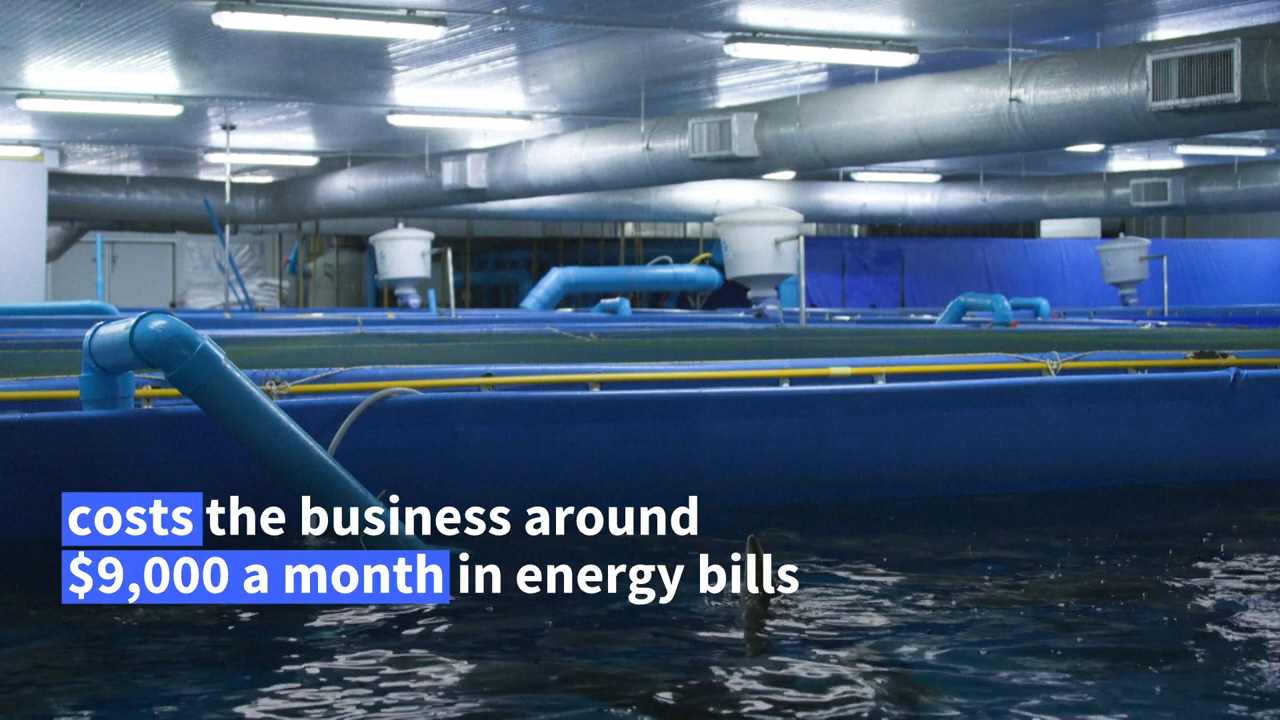 costs the business around
$9,000 a month in energy bills